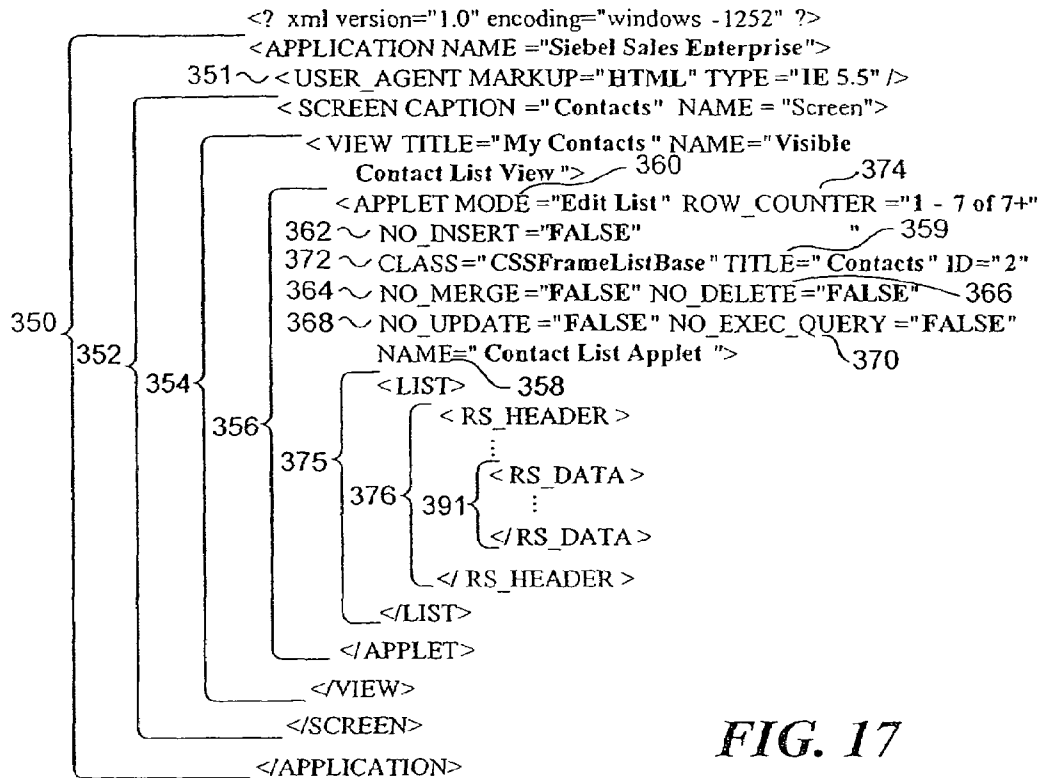 <? xml version="1.0" encoding="windows -1252" ?>
<APPLICATION NAME ="Siebel Sales Enterprise">
351 <USER_AGENT MARKUP="HTML" TYPE ="IE 5.5" />
< SCREEN CAPTION ="Contacts" NAME = "Screen">
< VIEW TITLE="My Contacts" NAME="Visible
Contact List View "> 360 374
<APPLET MODE ="Edit List" ROW_COUNTER ="1 - 7 of 7+"
362 NO_INSERT ="FALSE" " 359
372 CLASS="CSSFrameListBase" TITLE=" Contacts" ID="2"
364 NO_MERGE="FALSE" NO_DELETE="FALSE" 366
350 368 NO_UPDATE ="FALSE" NO_EXEC_QUERY ="FALSE"
352 NAME=" Contact List Applet "> 370
354 <LIST> 358
356 < RS_HEADER >
⋮
375 < RS_DATA >
376 391 ⋮
</ RS_DATA >
</ RS_HEADER >
</LIST>
</APPLET>
</VIEW>
</SCREEN>
</APPLICATION>
FIG. 17